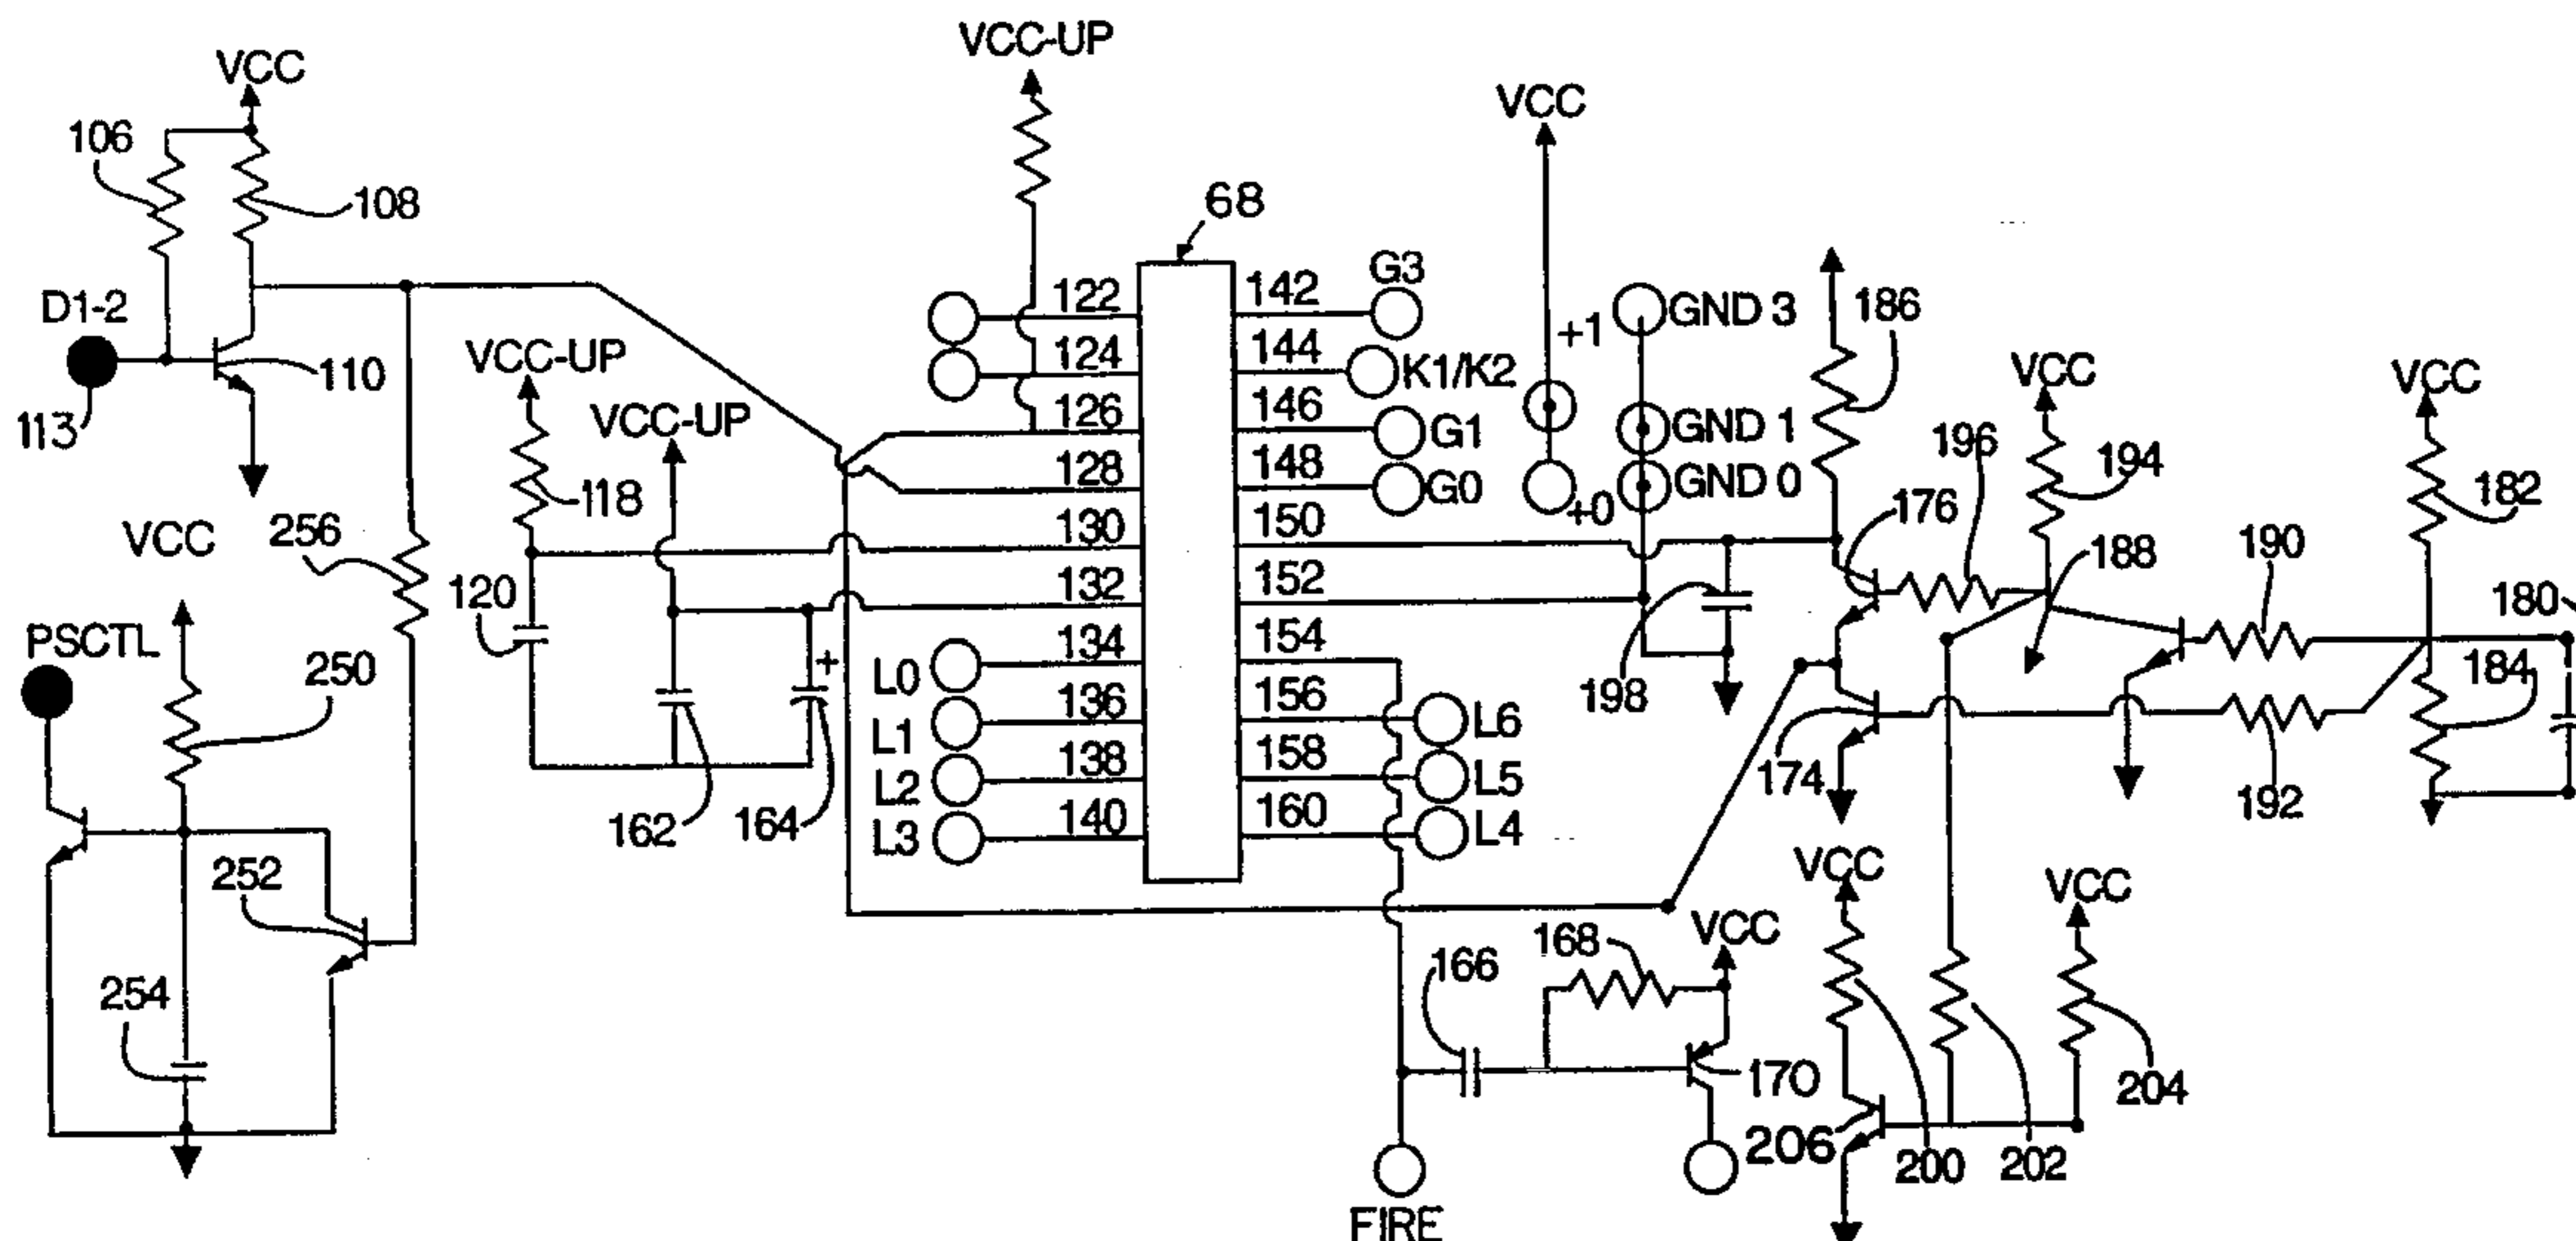 VCC-UP
VCC
VCC
106
68
108
G3
122
142
D1-2
+1
GND 3
186
VCC-UP
124
144
K1/K2
VCC
VCC
110
113
VCC-UP
126
146
G1
GND 1
196
194
118
128
148
G0
+0
GND 0
176
182
VCC
256
130
150
188
190
120
132
152
180
PSCTL
+
134
154
198
184
250
L0
L1
136
156
L6
174
L2
138
158
L5
192
162
164
L3
140
160
L4
252
VCC
VCC
168
VCC
166
254
170
204
206
200
202
FIRE